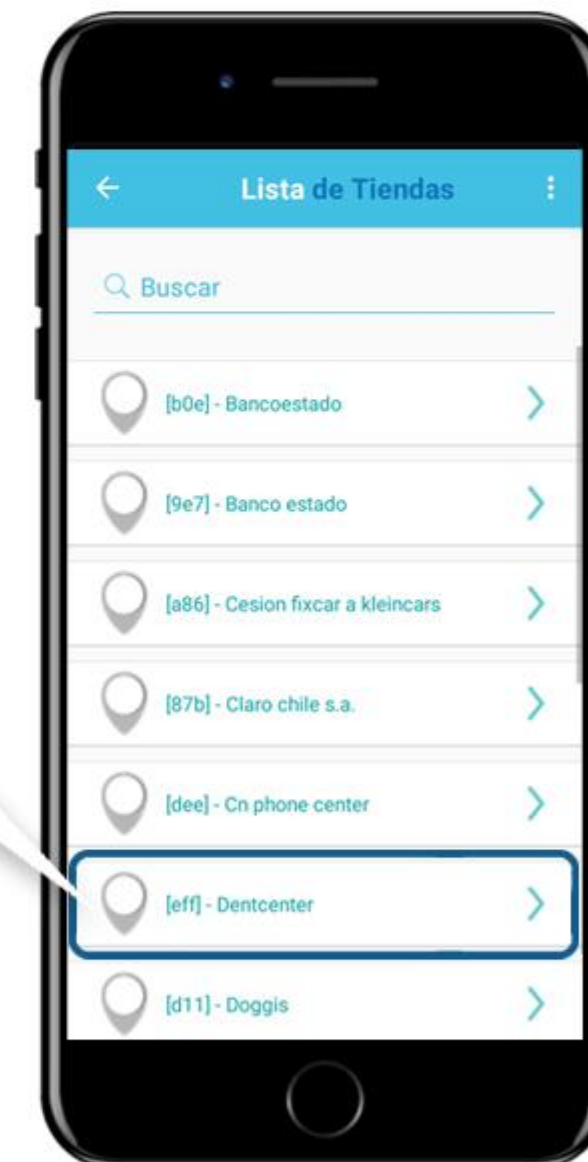 Lista de Tiendas
Buscar
[b0e] - Bancoestado
[9e7] - Banco estado
[a86] - Cesion fixcar a kleincars
[87b] - Claro chile s.a.
[dee] - Cn phone center
[eff] - Dentcenter
[d11] - Doggis